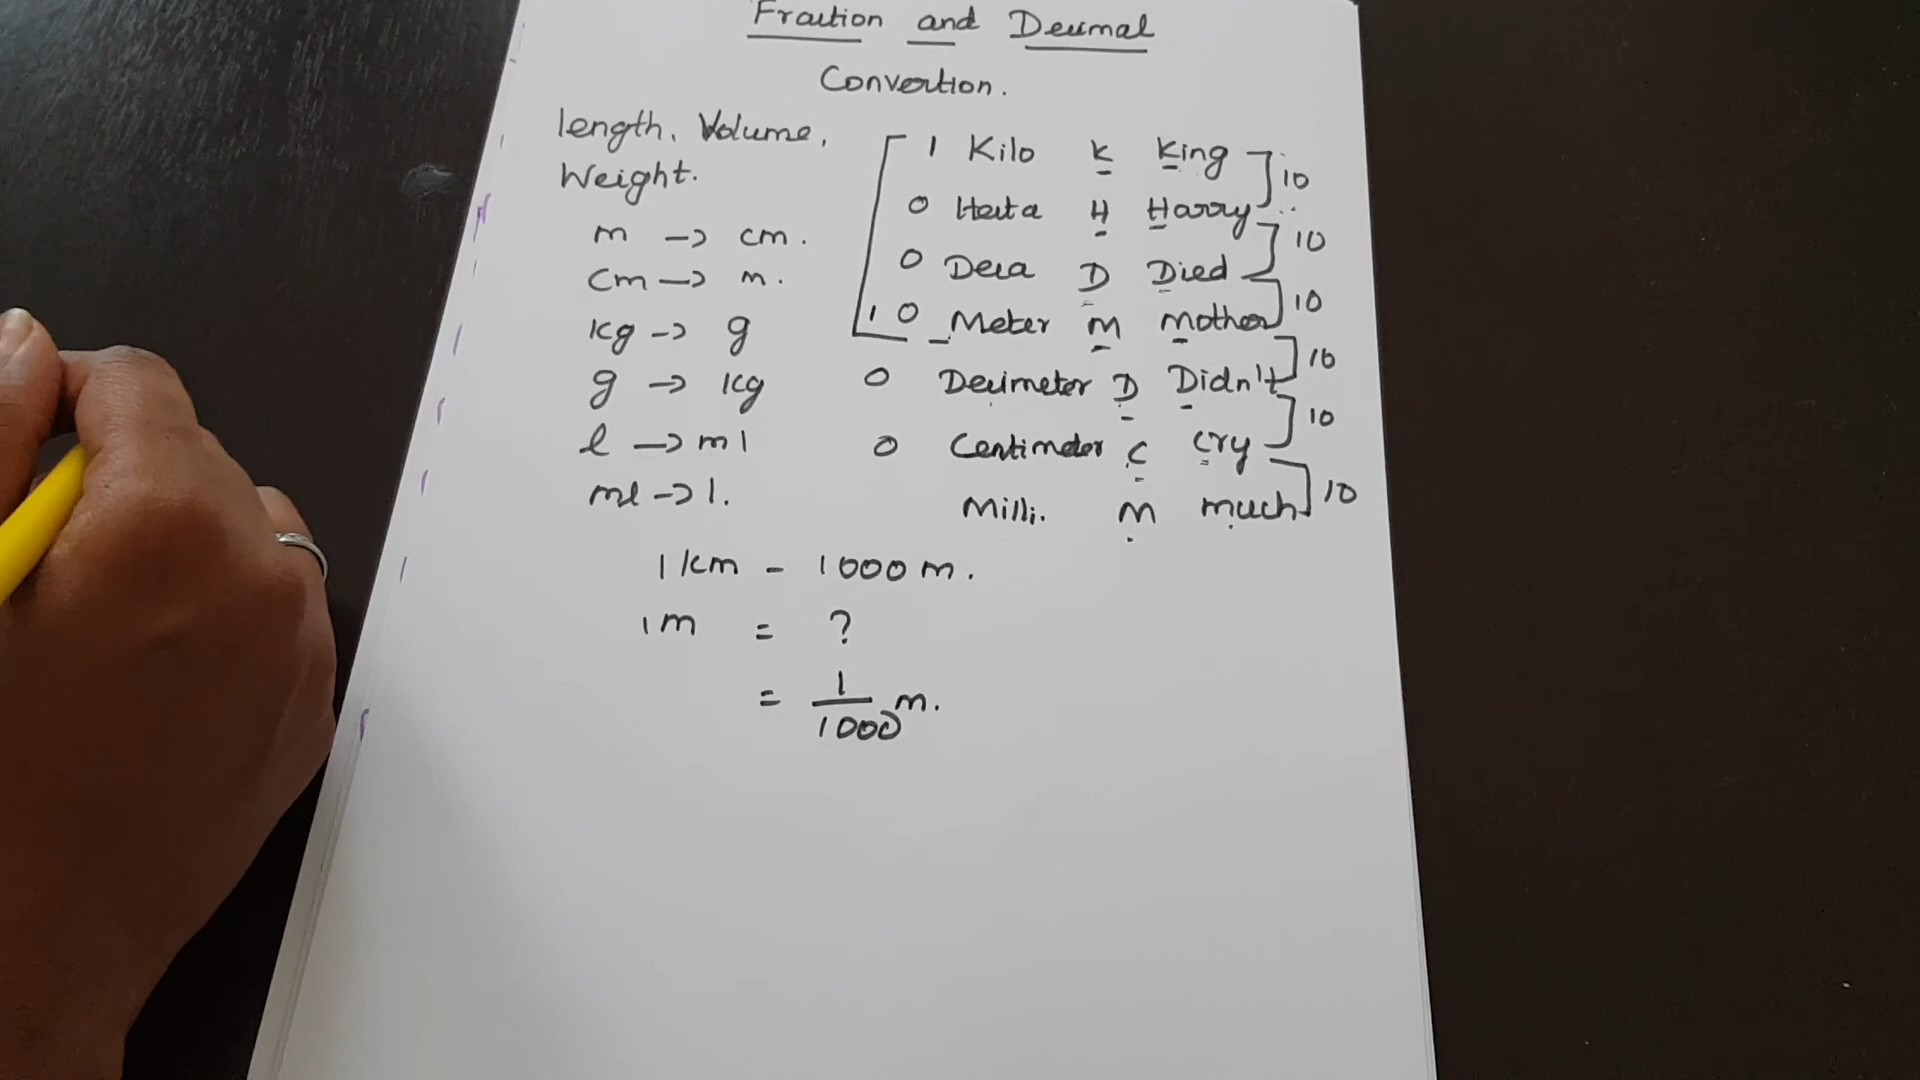 Fraction and Decimal
Convertion.
length, Volume,
Weight.
m -> cm.
Cm -> m.
kg -> g
g -> kg
l -> ml
ml -> l.
1 Kilo K King ] 10
0 Hecta H Harry ] 10
0 Deca D Died ] 10
1 0 Meter M Mother ] 10
0 Decimeter D Didn't ] 10
0 Centimeter C Cry ] 10
Milli. M much
1 km - 1000 m.
1 m = ?
= 1/1000 m.